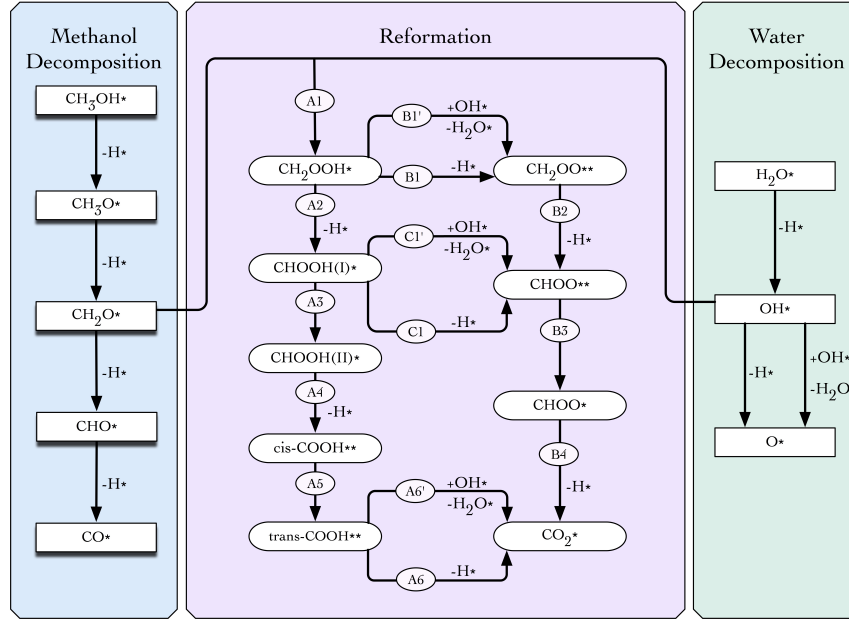 Methanol
Decomposition
CH3OH★
-H★
CH3O★
-H★
CH2O★
-H★
CHO★
-H★
CO★
Reformation
A1
CH2OOH★
A2
-H★
CHOOH(I)★
A3
CHOOH(II)★
A4
-H★
cis-COOH★★
A5
trans-COOH★★
B1'
+OH★
-H2O★
B1
-H★
CH2OO★★
B2
-H★
C1'
+OH★
-H2O★
CHOO★★
C1
-H★
B3
CHOO★
B4
-H★
A6'
+OH★
-H2O★
CO2★
A6
-H★
Water
Decomposition
H2O★
-H★
OH★
-H★
+OH★
-H2O
O★